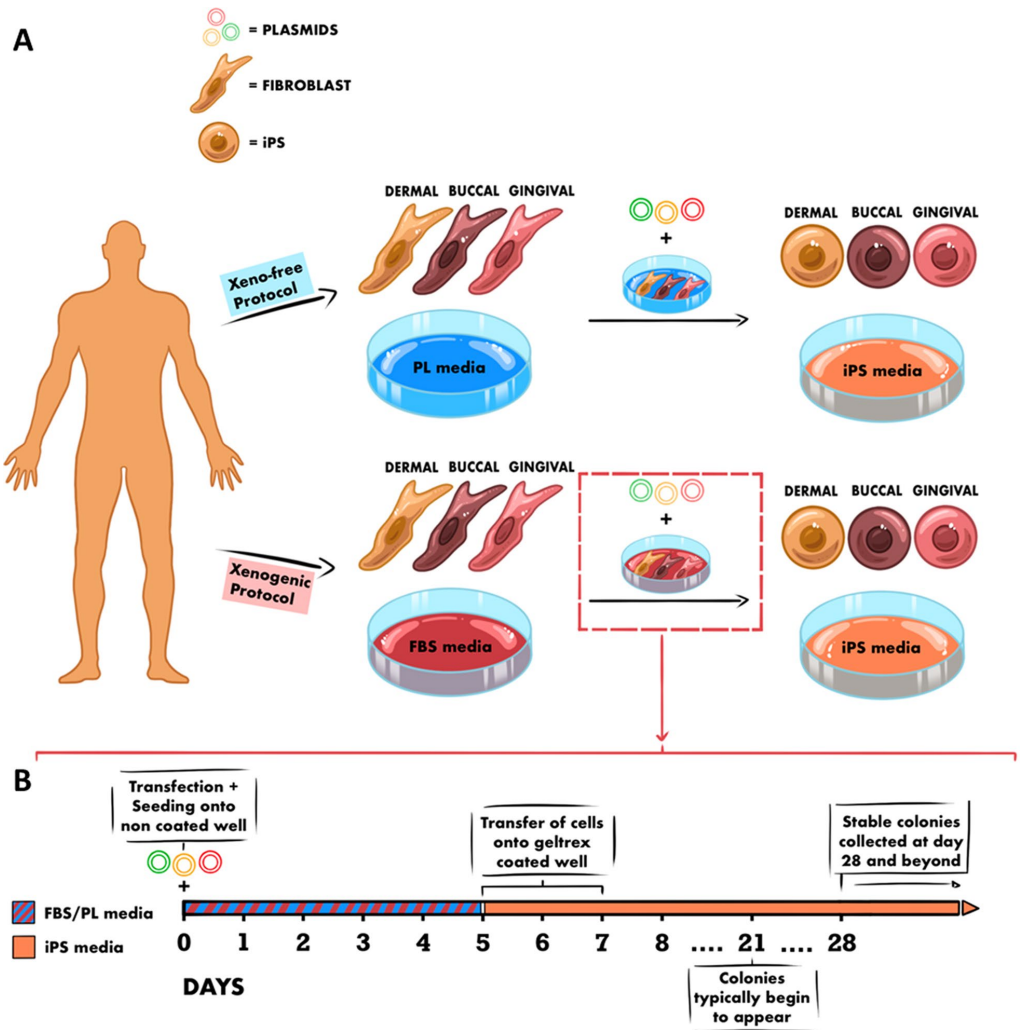 A
= PLASMIDS
= FIBROBLAST
= iPS
Xeno-free
Protocol
DERMAL BUCCAL GINGIVAL
+
PL media
DERMAL BUCCAL GINGIVAL
iPS media
Xenogenic
Protocol
DERMAL BUCCAL GINGIVAL
+
FBS media
DERMAL BUCCAL GINGIVAL
iPS media
B
Transfection +
Seeding onto
non coated well
+
Transfer of cells
onto geltrex
coated well
Stable colonies
collected at day
28 and beyond
FBS/PL media
iPS media
0 1 2 3 4 5 6 7 8 .... 21 .... 28
DAYS
Colonies
typically begin
to appear